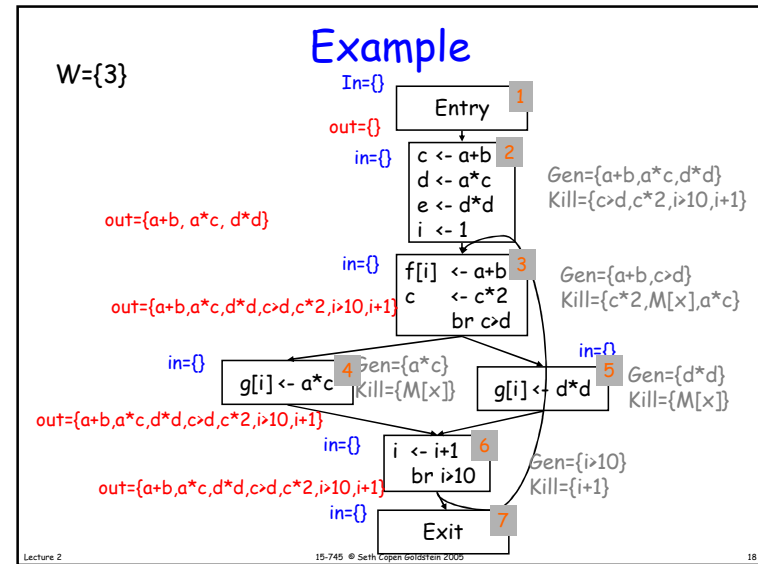 Example
W={3}
In={}
Entry
1
out={}
in={}
c <- a+b
d <- a*c
e <- d*d
i <- 1
2
Gen={a+b,a*c,d*d}
Kill={c>d,c*2,i>10,i+1}
out={a+b, a*c, d*d}
in={}
f[i] <- a+b
c <- c*2
br c>d
3
Gen={a+b,c>d}
Kill={c*2,M[x],a*c}
out={a+b,a*c,d*d,c>d,c*2,i>10,i+1}
in={}
g[i] <- a*c
4
Gen={a*c}
Kill={M[x]}
in={}
g[i] <- d*d
5
Gen={d*d}
Kill={M[x]}
out={a+b,a*c,d*d,c>d,c*2,i>10,i+1}
in={}
i <- i+1
br i>10
6
Gen={i>10}
Kill={i+1}
out={a+b,a*c,d*d,c>d,c*2,i>10,i+1}
in={}
Exit
7
Lecture 2
15-745 © Seth Copen Goldstein 2005
18